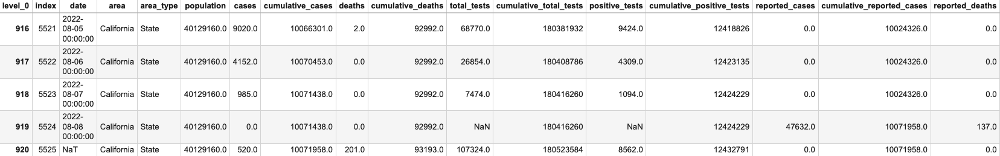 level_0 index date area area_type population cases cumulative_cases deaths cumulative_deaths total_tests cumulative_total_tests positive_tests cumulative_positive_tests reported_cases cumulative_reported_cases reported_deaths
916 5521 2022-08-05 00:00:00 California State 40129160.0 9020.0 10066301.0 2.0 92992.0 68770.0 180381932 9424.0 12418826 0.0 10024326.0 0.0
917 5522 2022-08-06 00:00:00 California State 40129160.0 4152.0 10070453.0 0.0 92992.0 26854.0 180408786 4309.0 12423135 0.0 10024326.0 0.0
918 5523 2022-08-07 00:00:00 California State 40129160.0 985.0 10071438.0 0.0 92992.0 7474.0 180416260 1094.0 12424229 0.0 10024326.0 0.0
919 5524 2022-08-08 00:00:00 California State 40129160.0 0.0 10071438.0 0.0 92992.0 NaN 180416260 NaN 12424229 47632.0 10071958.0 137.0
920 5525 NaT California State 40129160.0 520.0 10071958.0 201.0 93193.0 107324.0 180523584 8562.0 12432791 0.0 10071958.0 0.0